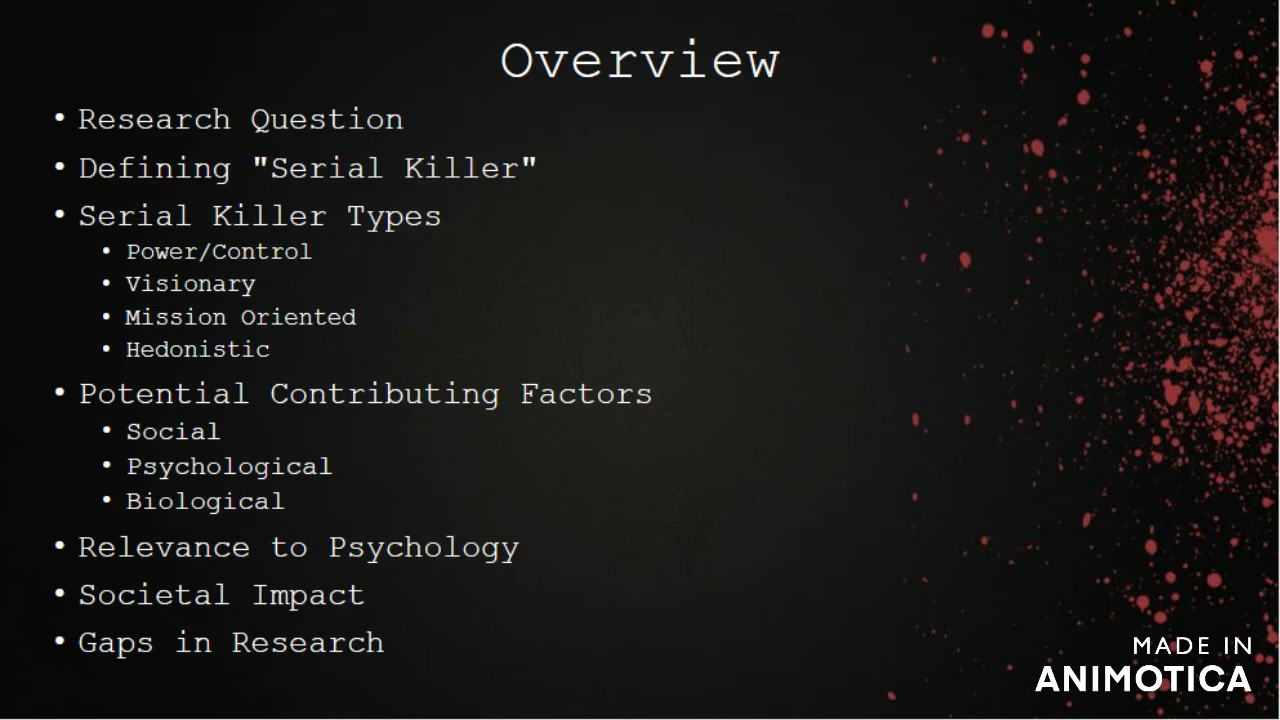 Overview
• Research Question
• Defining "Serial Killer"
• Serial Killer Types
• Power/Control
• Visionary
• Mission Oriented
• Hedonistic
• Potential Contributing Factors
• Social
• Psychological
• Biological
• Relevance to Psychology
• Societal Impact
• Gaps in Research
MADE IN
ANIMOTICA